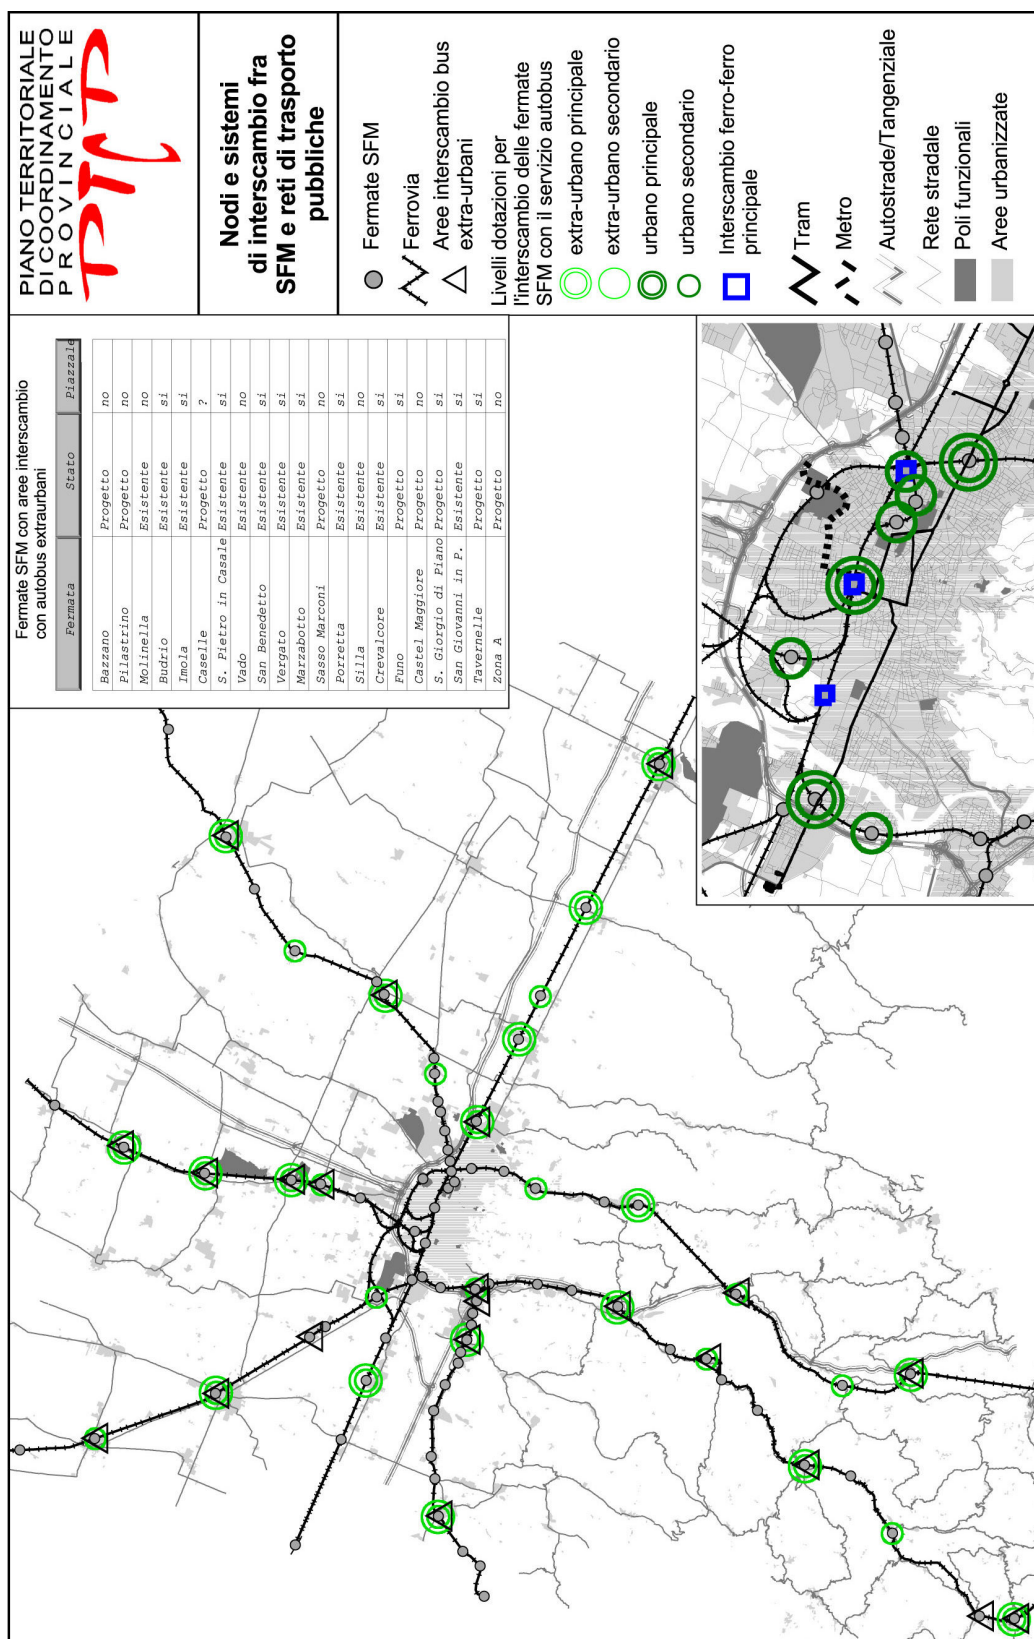 PIANO TERRITORIALE
DI COORDINAMENTO
PROVINCIALE
PTCP
Nodi e sistemi
di interscambio fra
SFM e reti di trasporto
pubbliche
Fermate SFM
Ferrovia
Aree interscambio bus
extra-urbani
Livelli dotazioni per
l'interscambio delle fermate
SFM con il servizio autobus
extra-urbano principale
extra-urbano secondario
urbano principale
urbano secondario
Interscambio ferro-ferro
principale
Tram
Metro
Autostrade/Tangenziale
Rete stradale
Poli funzionali
Aree urbanizzate
Fermate SFM con aree interscambio
con autobus extraurbani
Fermata Stato Piazzale
Bazzano Progetto no
Pilastrino Progetto no
Molinella Esistente no
Budrio Esistente si
Imola Esistente si
Caselle Progetto ?
S. Pietro in Casale Esistente si
Vado Esistente no
San Benedetto Esistente si
Vergato Esistente si
Marzabotto Esistente si
Sasso Marconi Progetto no
Porretta Esistente si
Silla Esistente no
Crevalcore Esistente si
Funo Progetto si
Castel Maggiore Progetto no
S. Giorgio di Piano Progetto si
San Giovanni in P. Esistente si
Tavernelle Progetto si
Zona A Progetto no